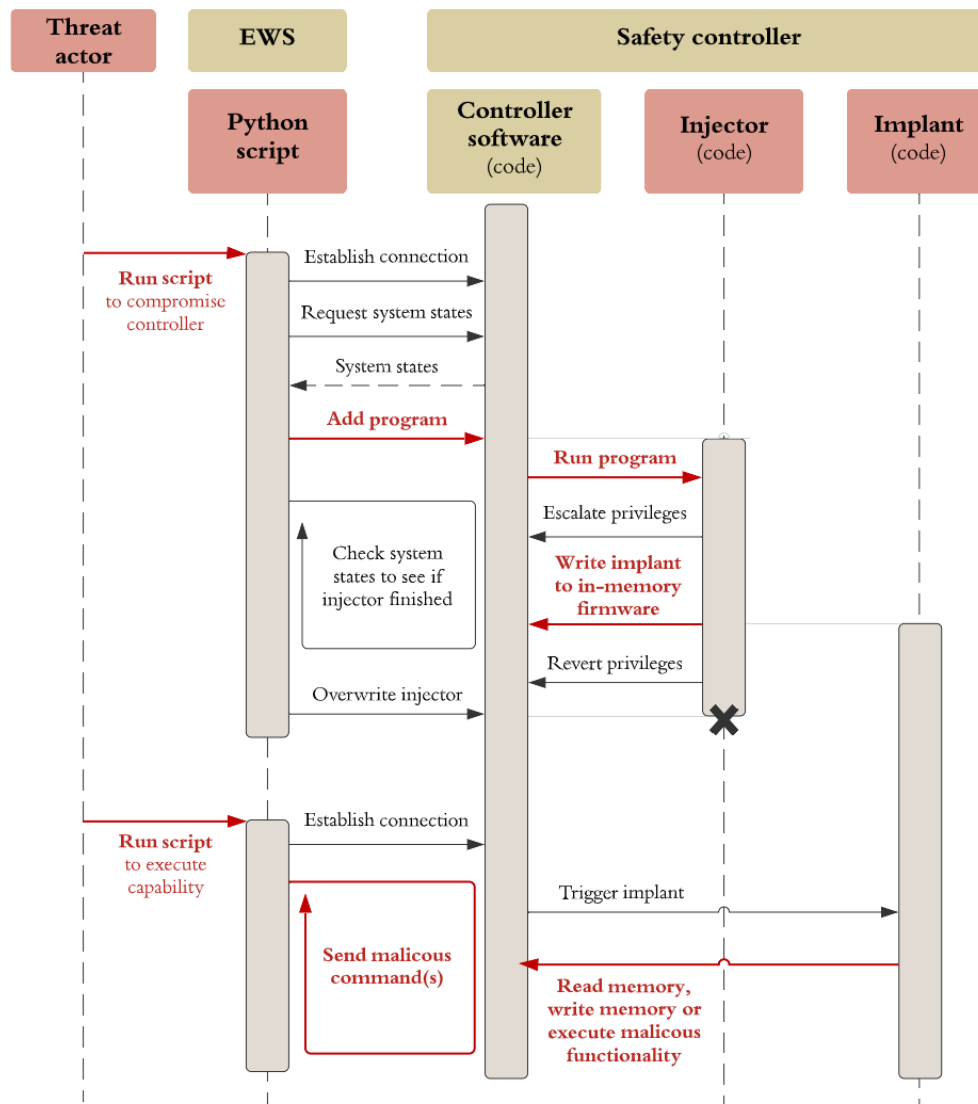 Threat
actor
EWS
Safety controller
Python
script
Controller
software
(code)
Injector
(code)
Implant
(code)
Run script
to compromise
controller
Establish connection
Request system states
System states
Add program
Run program
Escalate privileges
Check system
states to see if
injector finished
Write implant
to in-memory
firmware
Revert privileges
Overwrite injector
Run script
to execute
capability
Establish connection
Trigger implant
Send malicous
command(s)
Read memory,
write memory or
execute malicous
functionality